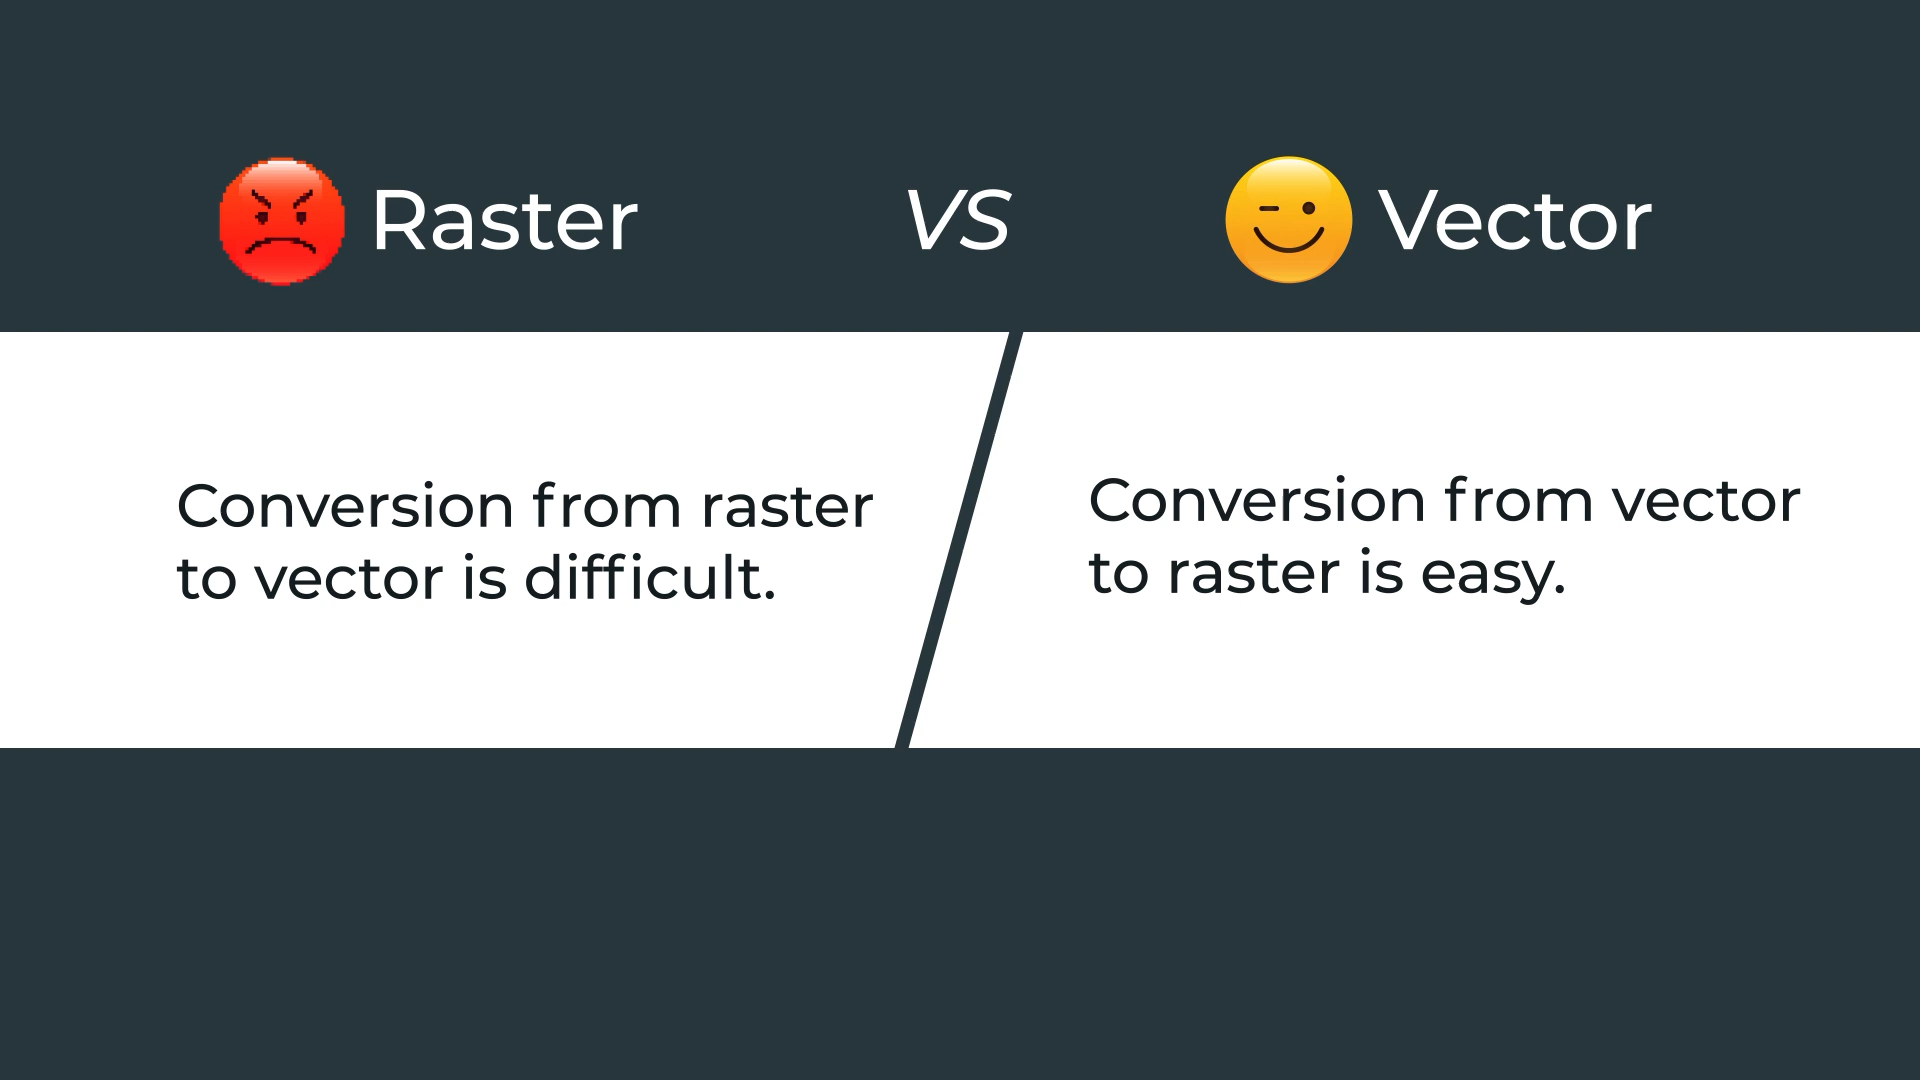 Raster
VS
Vector
Conversion from raster
to vector is difficult.
Conversion from vector
to raster is easy.